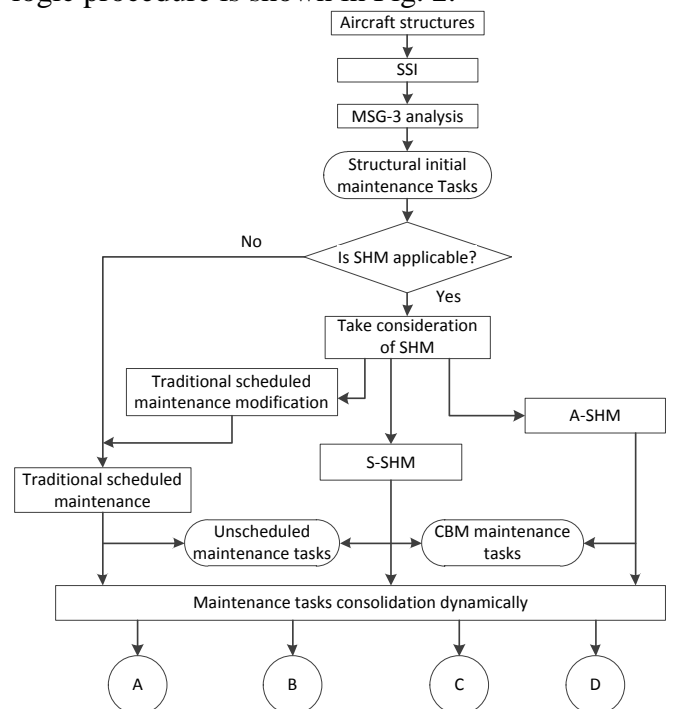 logic procedure is shown in Fig. 2.
Aircraft structures
SSI
MSG-3 analysis
Structural initial
maintenance Tasks
No
Is SHM applicable?
Yes
Take consideration
of SHM
Traditional scheduled
maintenance modification
A-SHM
S-SHM
Traditional scheduled
maintenance
Unscheduled
maintenance tasks
CBM maintenance
tasks
Maintenance tasks consolidation dynamically
A
B
C
D